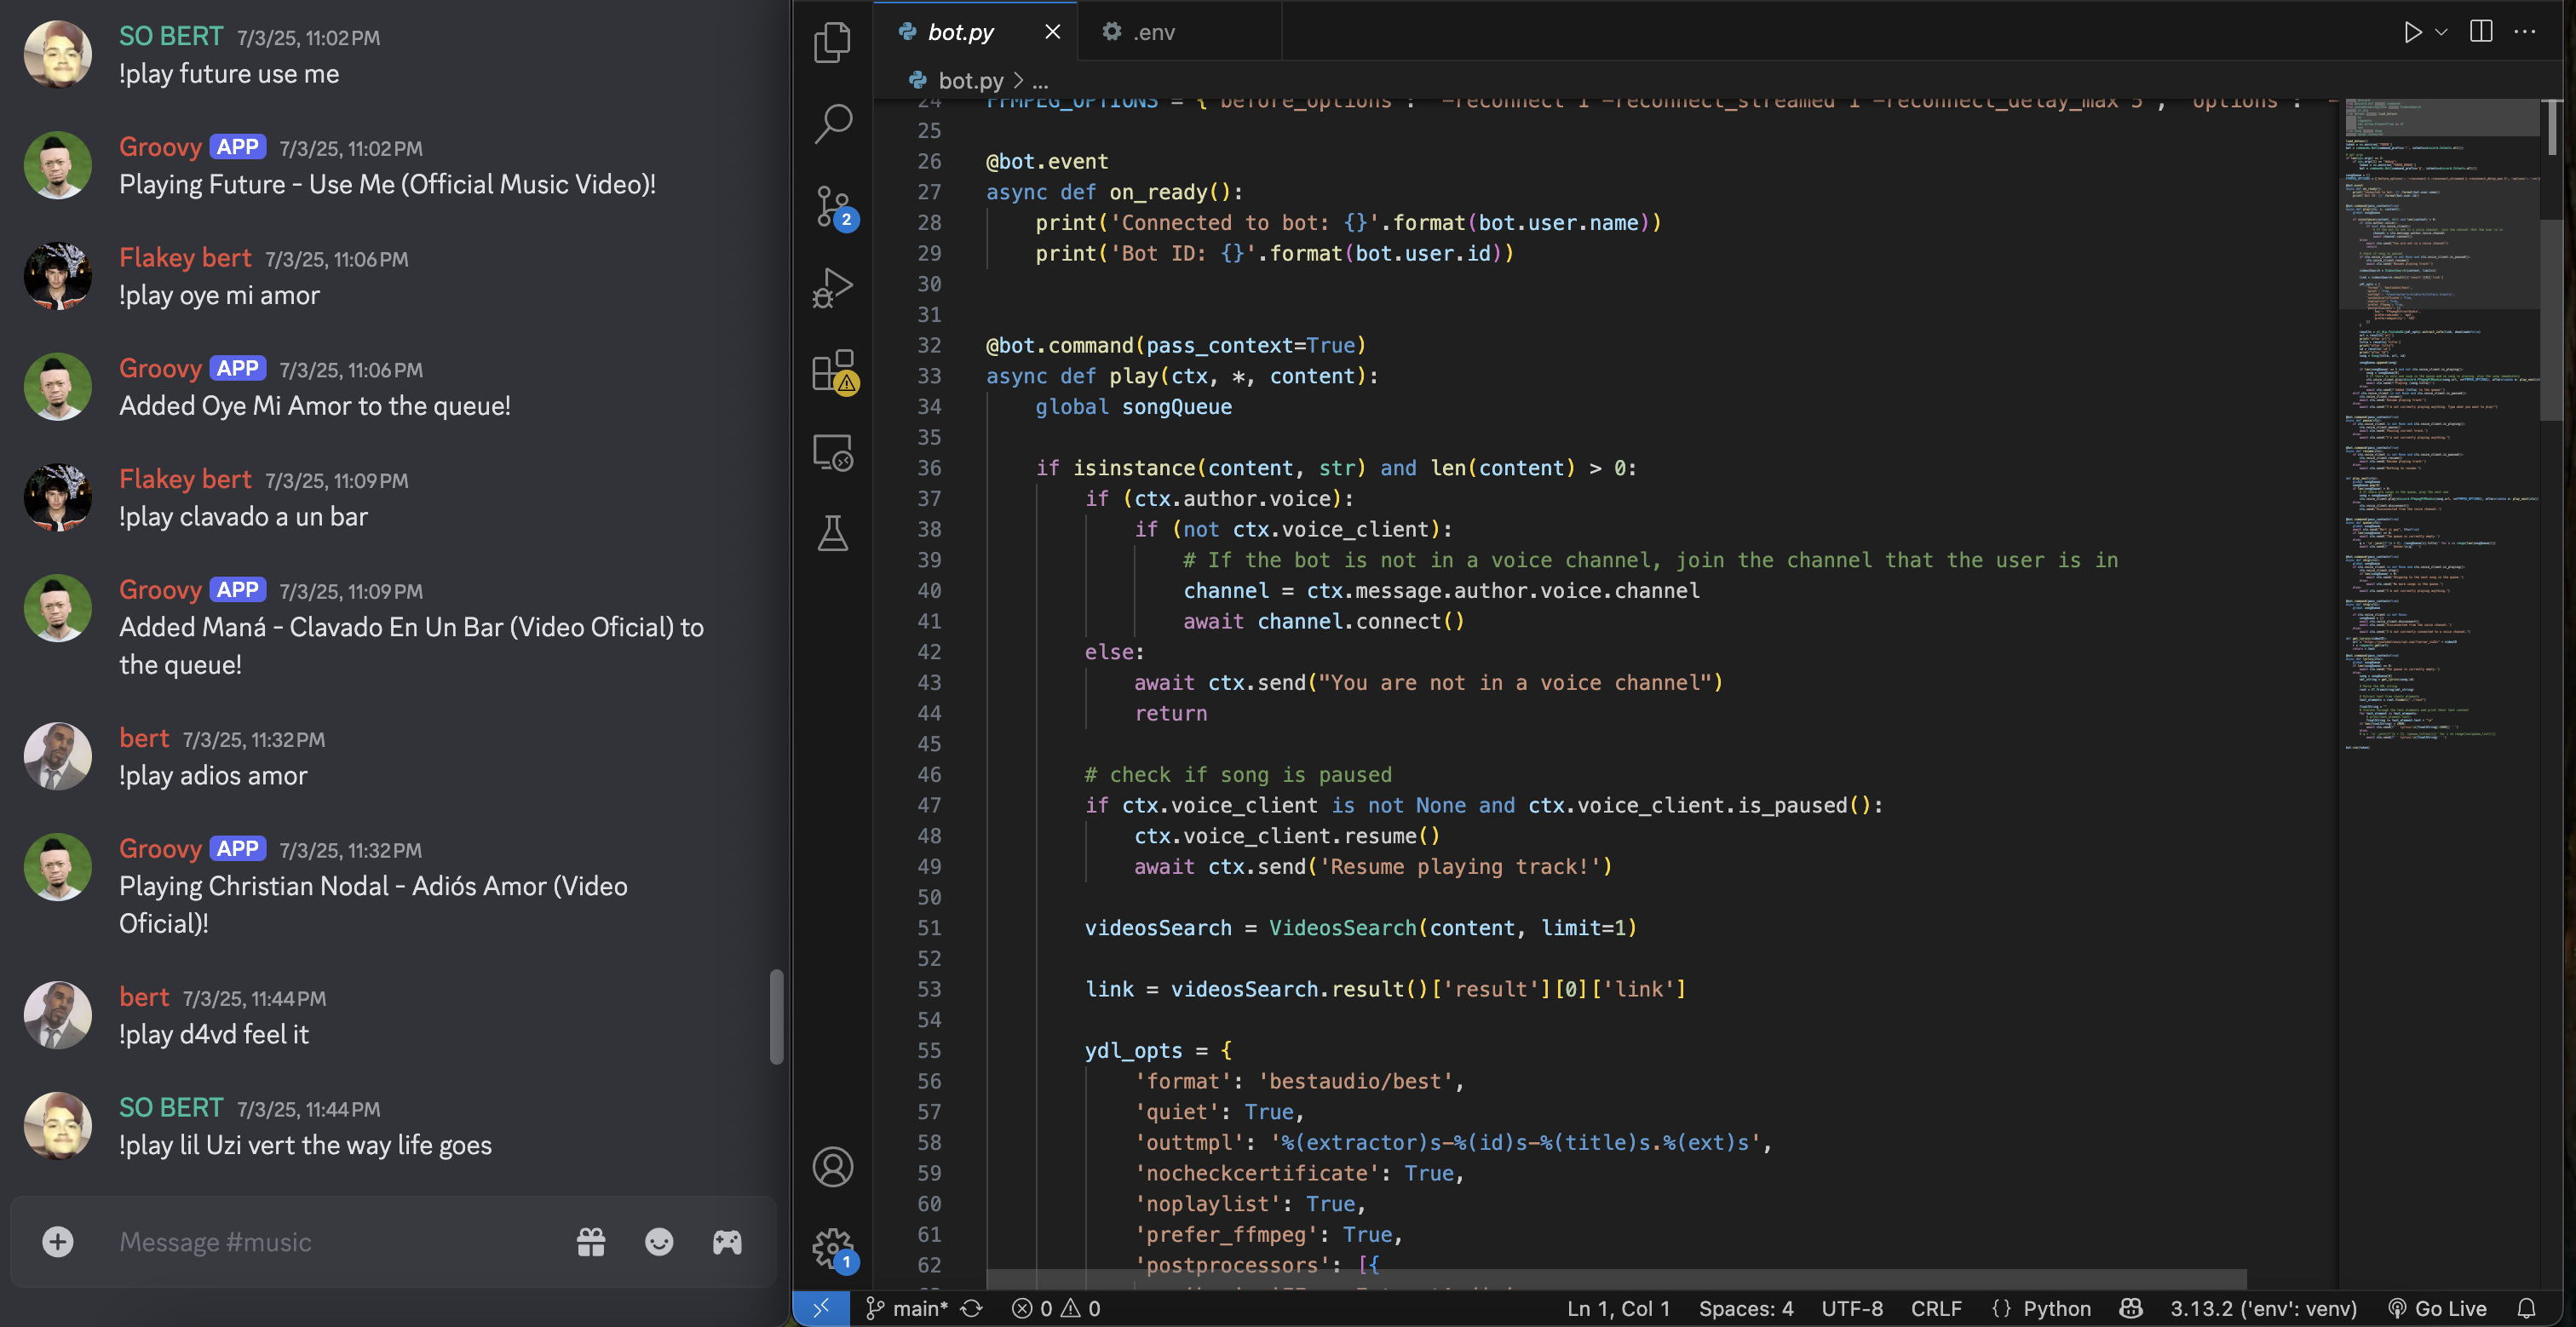 SO BERT 7/3/25, 11:02 PM
!play future use me
Groovy APP 7/3/25, 11:02 PM
Playing Future - Use Me (Official Music Video)!
Flakey bert 7/3/25, 11:06 PM
!play oye mi amor
Groovy APP 7/3/25, 11:06 PM
Added Oye Mi Amor to the queue!
Flakey bert 7/3/25, 11:09 PM
!play clavado a un bar
Groovy APP 7/3/25, 11:09 PM
Added Maná - Clavado En Un Bar (Video Oficial) to
the queue!
bert 7/3/25, 11:32 PM
!play adios amor
Groovy APP 7/3/25, 11:32 PM
Playing Christian Nodal - Adiós Amor (Video
Oficial)!
bert 7/3/25, 11:44 PM
!play d4vd feel it
SO BERT 7/3/25, 11:44 PM
!play lil Uzi vert the way life goes
Message #music
2
1
bot.py
.env
bot.py > ...
24 FFMPEG_OPTIONS = { 'before_options': '-reconnect 1 -reconnect_streamed 1 -reconnect_delay_max 5', 'options': '-
25
26 @bot.event
27 async def on_ready():
28 print('Connected to bot: {}'.format(bot.user.name))
29 print('Bot ID: {}'.format(bot.user.id))
30
31
32 @bot.command(pass_context=True)
33 async def play(ctx, *, content):
34 global songQueue
35
36 if isinstance(content, str) and len(content) > 0:
37 if (ctx.author.voice):
38 if (not ctx.voice_client):
39 # If the bot is not in a voice channel, join the channel that the user is in
40 channel = ctx.message.author.voice.channel
41 await channel.connect()
42 else:
43 await ctx.send("You are not in a voice channel")
44 return
45
46 # check if song is paused
47 if ctx.voice_client is not None and ctx.voice_client.is_paused():
48 ctx.voice_client.resume()
49 await ctx.send('Resume playing track!')
50
51 videosSearch = VideosSearch(content, limit=1)
52
53 link = videosSearch.result()['result'][0]['link']
54
55 ydl_opts = {
56 'format': 'bestaudio/best',
57 'quiet': True,
58 'outtmpl': '%(extractor)s-%(id)s-%(title)s.%(ext)s',
59 'nocheckcertificate': True,
60 'noplaylist': True,
61 'prefer_ffmpeg': True,
62 'postprocessors': [{
main* 0 0 Ln 1, Col 1 Spaces: 4 UTF-8 CRLF {} Python 3.13.2 ('env': venv) Go Live